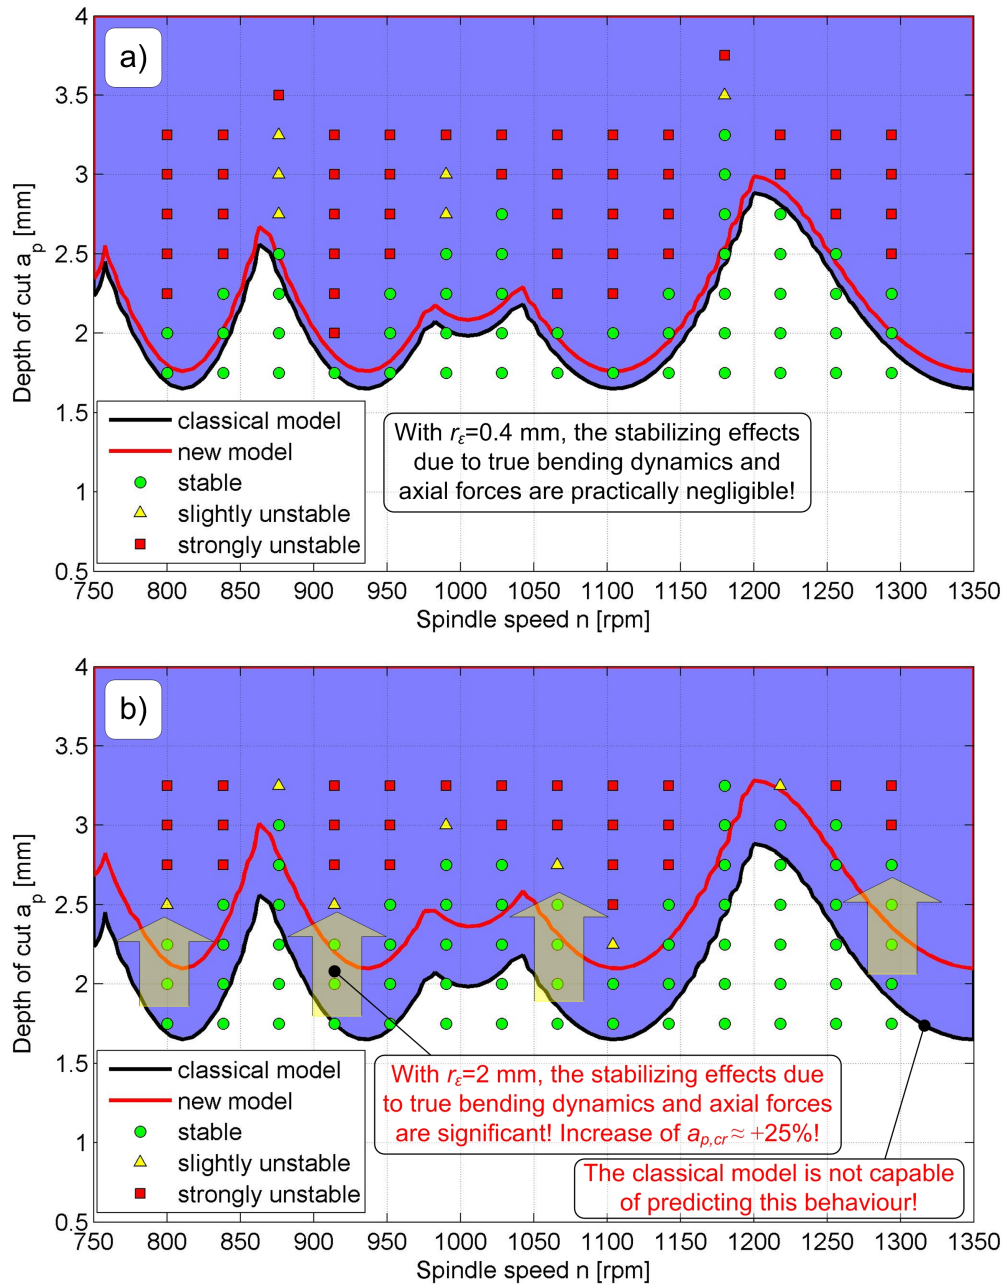 a)
4
3.5
3
2.5
2
1.5
1
0.5
Depth of cut a_p [mm]
classical model
new model
stable
slightly unstable
strongly unstable
With r_ε=0.4 mm, the stabilizing effects
due to true bending dynamics and
axial forces are practically negligible!
750 800 850 900 950 1000 1050 1100 1150 1200 1250 1300 1350
Spindle speed n [rpm]
b)
4
3.5
3
2.5
2
1.5
1
0.5
Depth of cut a_p [mm]
classical model
new model
stable
slightly unstable
strongly unstable
With r_ε=2 mm, the stabilizing effects due
to true bending dynamics and axial forces
are significant! Increase of a_p,cr ≈ +25%!
The classical model is not capable
of predicting this behaviour!
750 800 850 900 950 1000 1050 1100 1150 1200 1250 1300 1350
Spindle speed n [rpm]